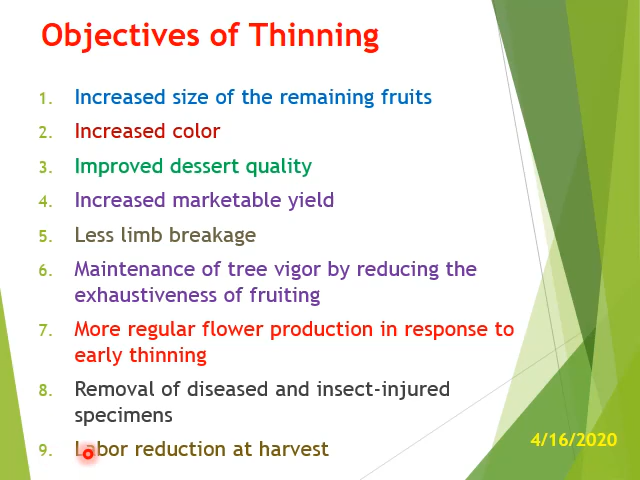 Objectives of Thinning
1. Increased size of the remaining fruits
2. Increased color
3. Improved dessert quality
4. Increased marketable yield
5. Less limb breakage
6. Maintenance of tree vigor by reducing the
exhaustiveness of fruiting
7. More regular flower production in response to
early thinning
8. Removal of diseased and insect-injured
specimens
9. Labor reduction at harvest
4/16/2020